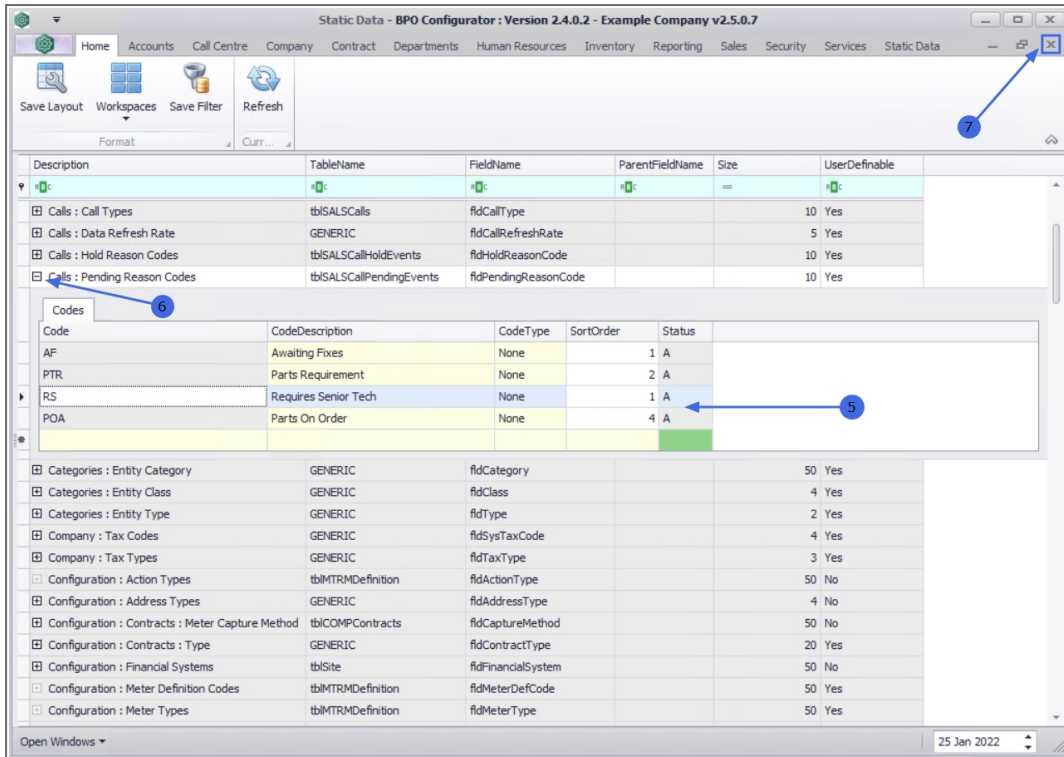 Static Data - BPO Configurator : Version 2.4.0.2 - Example Company v2.5.0.7
Home Accounts Call Centre Company Contract Departments Human Resources Inventory Reporting Sales Security Services Static Data
Save Layout Workspaces Save Filter Refresh
7
Format Curr...
Description TableName FieldName ParentFieldName Size UserDefinable
ABC ABC ABC ABC = ABC
Calls : Call Types tblSALSCalls fldCallType 10 Yes
Calls : Data Refresh Rate GENERIC fldCallRefreshRate 5 Yes
Calls : Hold Reason Codes tblSALSCallHoldEvents fldHoldReasonCode 10 Yes
Calls : Pending Reason Codes tblSALSCallPendingEvents fldPendingReasonCode 10 Yes
6
Codes
Code CodeDescription CodeType SortOrder Status
AF Awaiting Fixes None 1 A
PTR Parts Requirement None 2 A
RS Requires Senior Tech None 1 A
5
POA Parts On Order None 4 A
Categories : Entity Category GENERIC fldCategory 50 Yes
Categories : Entity Class GENERIC fldClass 4 Yes
Categories : Entity Type GENERIC fldType 2 Yes
Company : Tax Codes GENERIC fldSysTaxCode 4 Yes
Company : Tax Types GENERIC fldTaxType 3 Yes
Configuration : Action Types tblMTRMDefinition fldActionType 50 No
Configuration : Address Types GENERIC fldAddressType 4 No
Configuration : Contracts : Meter Capture Method tblCOMPContracts fldCaptureMethod 50 No
Configuration : Contracts : Type GENERIC fldContractType 20 Yes
Configuration : Financial Systems tblSite fldFinancialSystem 50 No
Configuration : Meter Definition Codes tblMTRMDefinition fldMeterDefCode 50 Yes
Configuration : Meter Types tblMTRMDefinition fldMeterType 50 Yes
Open Windows 25 Jan 2022